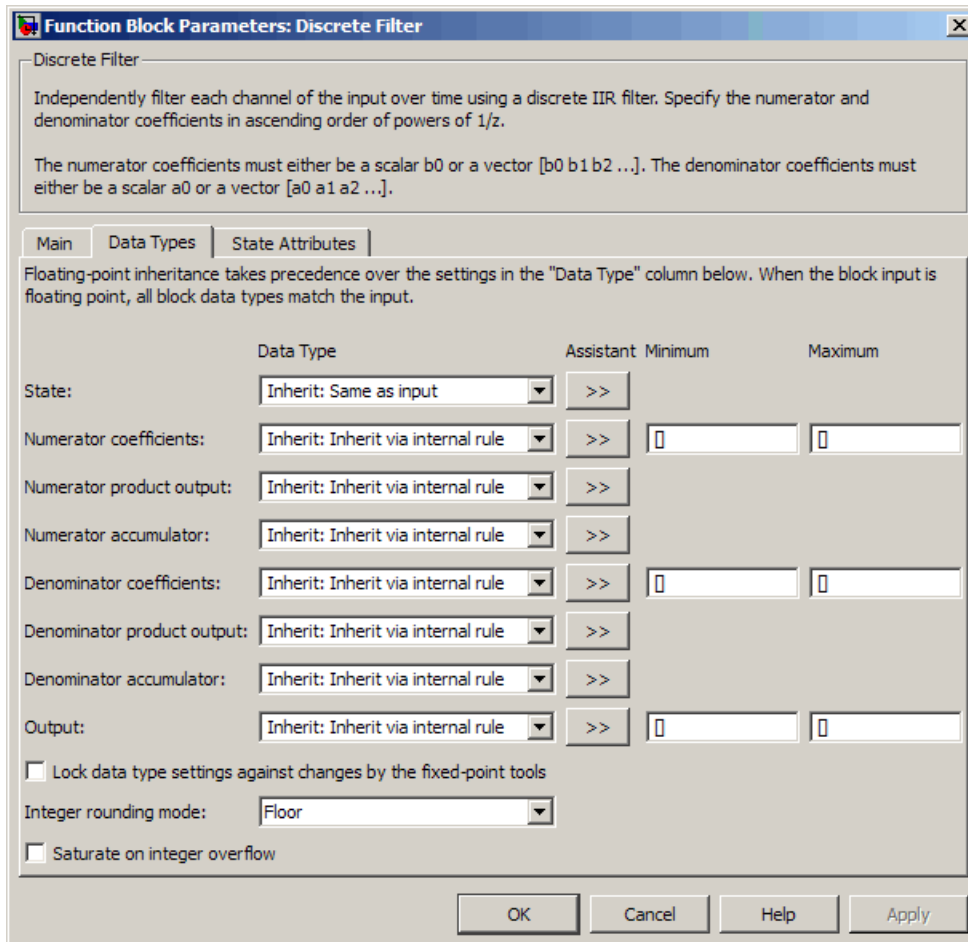 Function Block Parameters: Discrete Filter
Discrete Filter
Independently filter each channel of the input over time using a discrete IIR filter. Specify the numerator and
denominator coefficients in ascending order of powers of 1/z.
The numerator coefficients must either be a scalar b0 or a vector [b0 b1 b2 ...]. The denominator coefficients must
either be a scalar a0 or a vector [a0 a1 a2 ...].
Main Data Types State Attributes
Floating-point inheritance takes precedence over the settings in the "Data Type" column below. When the block input is
floating point, all block data types match the input.
Data Type Assistant Minimum Maximum
State: Inherit: Same as input >>
Numerator coefficients: Inherit: Inherit via internal rule >> [] []
Numerator product output: Inherit: Inherit via internal rule >>
Numerator accumulator: Inherit: Inherit via internal rule >>
Denominator coefficients: Inherit: Inherit via internal rule >> [] []
Denominator product output: Inherit: Inherit via internal rule >>
Denominator accumulator: Inherit: Inherit via internal rule >>
Output: Inherit: Inherit via internal rule >> [] []
Lock data type settings against changes by the fixed-point tools
Integer rounding mode: Floor
Saturate on integer overflow
OK Cancel Help Apply